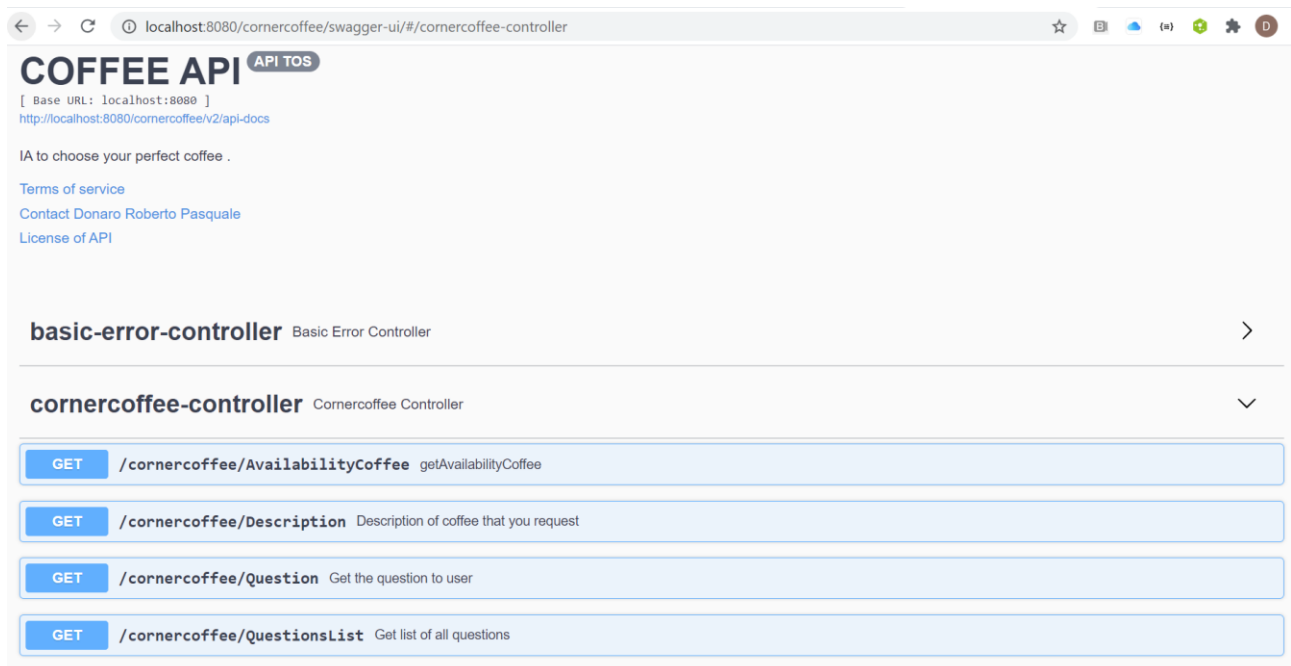 localhost:8080/cornercoffee/swagger-ui/#/cornercoffee-controller
D
COFFEE API API TOS
[ Base URL: localhost:8080 ]
http://localhost:8080/cornercoffee/v2/api-docs
IA to choose your perfect coffee .
Terms of service
Contact Donaro Roberto Pasquale
License of API
basic-error-controller Basic Error Controller
cornercoffee-controller Cornercoffee Controller
GET /cornercoffee/AvailabilityCoffee getAvailabilityCoffee
GET /cornercoffee/Description Description of coffee that you request
GET /cornercoffee/Question Get the question to user
GET /cornercoffee/QuestionsList Get list of all questions